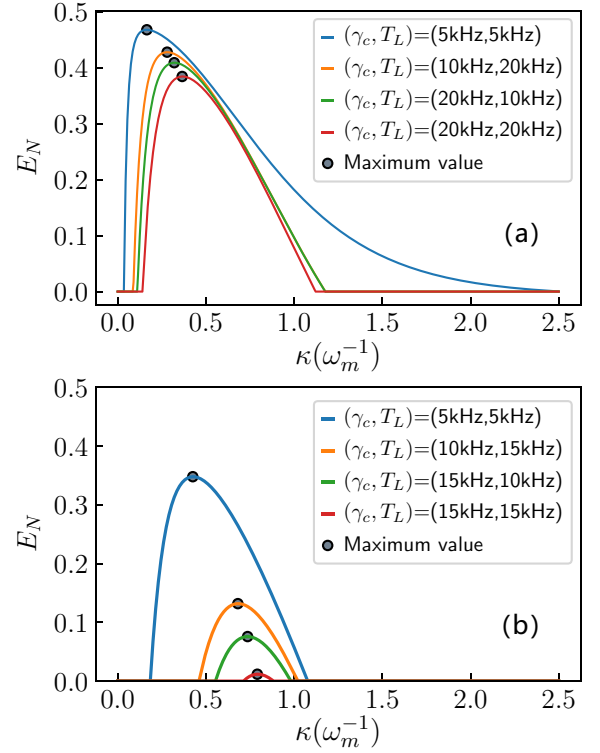 0.5
0.4
0.3
0.2
0.1
0.0
E_N
(γ_c, T_L)=(5kHz,5kHz)
(γ_c, T_L)=(10kHz,20kHz)
(γ_c, T_L)=(20kHz,10kHz)
(γ_c, T_L)=(20kHz,20kHz)
Maximum value
(a)
0.0 0.5 1.0 1.5 2.0 2.5
κ(ω_m^{-1})
0.5
0.4
0.3
0.2
0.1
0.0
E_N
(γ_c, T_L)=(5kHz,5kHz)
(γ_c, T_L)=(10kHz,15kHz)
(γ_c, T_L)=(15kHz,10kHz)
(γ_c, T_L)=(15kHz,15kHz)
Maximum value
(b)
0.0 0.5 1.0 1.5 2.0 2.5
κ(ω_m^{-1})